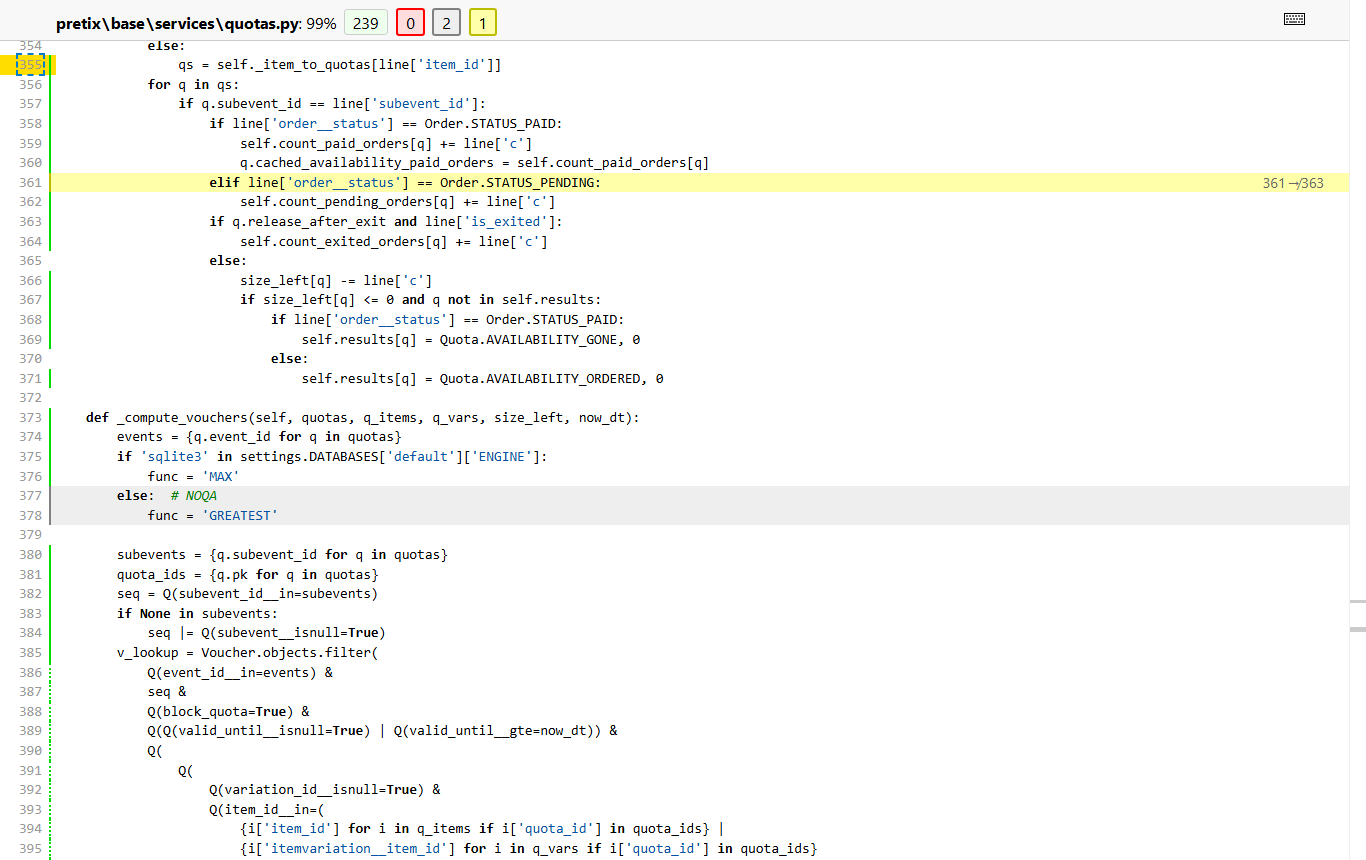 pretix\base\services\quotas.py: 99% 239 0 2 1
354 else:
355 qs = self._item_to_quotas[line['item_id']]
356 for q in qs:
357 if q.subevent_id == line['subevent_id']:
358 if line['order__status'] == Order.STATUS_PAID:
359 self.count_paid_orders[q] += line['c']
360 q.cached_availability_paid_orders = self.count_paid_orders[q]
361 elif line['order__status'] == Order.STATUS_PENDING: 361 ↛ 363
362 self.count_pending_orders[q] += line['c']
363 if q.release_after_exit and line['is_exited']:
364 self.count_exited_orders[q] += line['c']
365 else:
366 size_left[q] -= line['c']
367 if size_left[q] <= 0 and q not in self.results:
368 if line['order__status'] == Order.STATUS_PAID:
369 self.results[q] = Quota.AVAILABILITY_GONE, 0
370 else:
371 self.results[q] = Quota.AVAILABILITY_ORDERED, 0
372
373 def _compute_vouchers(self, quotas, q_items, q_vars, size_left, now_dt):
374 events = {q.event_id for q in quotas}
375 if 'sqlite3' in settings.DATABASES['default']['ENGINE']:
376 func = 'MAX'
377 else: # NOQA
378 func = 'GREATEST'
379
380 subevents = {q.subevent_id for q in quotas}
381 quota_ids = {q.pk for q in quotas}
382 seq = Q(subevent_id__in=subevents)
383 if None in subevents:
384 seq |= Q(subevent__isnull=True)
385 v_lookup = Voucher.objects.filter(
386 Q(event_id__in=events) &
387 seq &
388 Q(block_quota=True) &
389 Q(Q(valid_until__isnull=True) | Q(valid_until__gte=now_dt)) &
390 Q(
391 Q(
392 Q(variation_id__isnull=True) &
393 Q(item_id__in=(
394 {i['item_id'] for i in q_items if i['quota_id'] in quota_ids} |
395 {i['itemvariation__item_id'] for i in q_vars if i['quota_id'] in quota_ids}